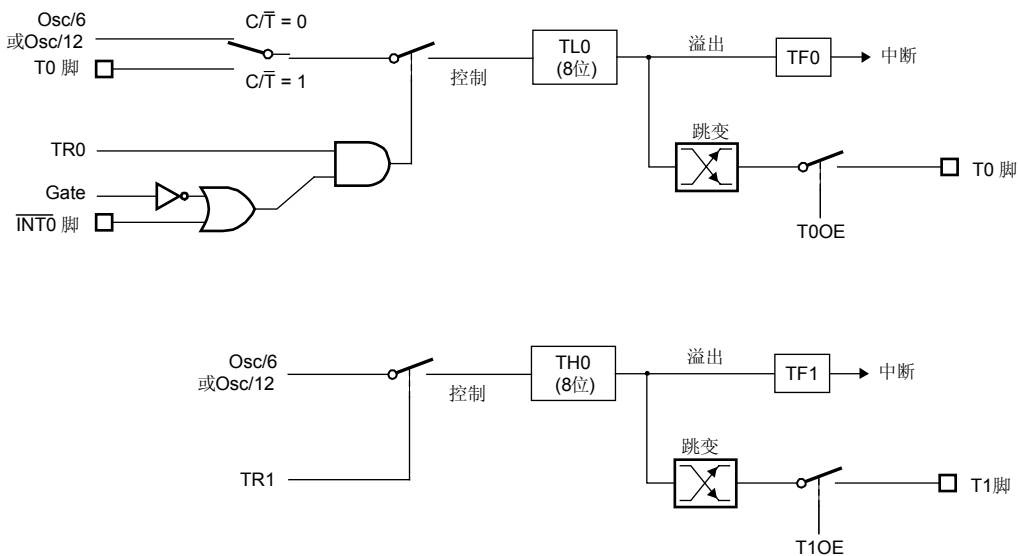 Osc/6
或Osc/12
C/T̅ = 0
T0 脚
C/T̅ = 1
控制
TL0
(8位)
溢出
TF0
中断
TR0
跳变
T0 脚
Gate
I̅N̅T̅0̅ 脚
T0OE
Osc/6
或Osc/12
控制
TH0
(8位)
溢出
TF1
中断
TR1
跳变
T1脚
T1OE